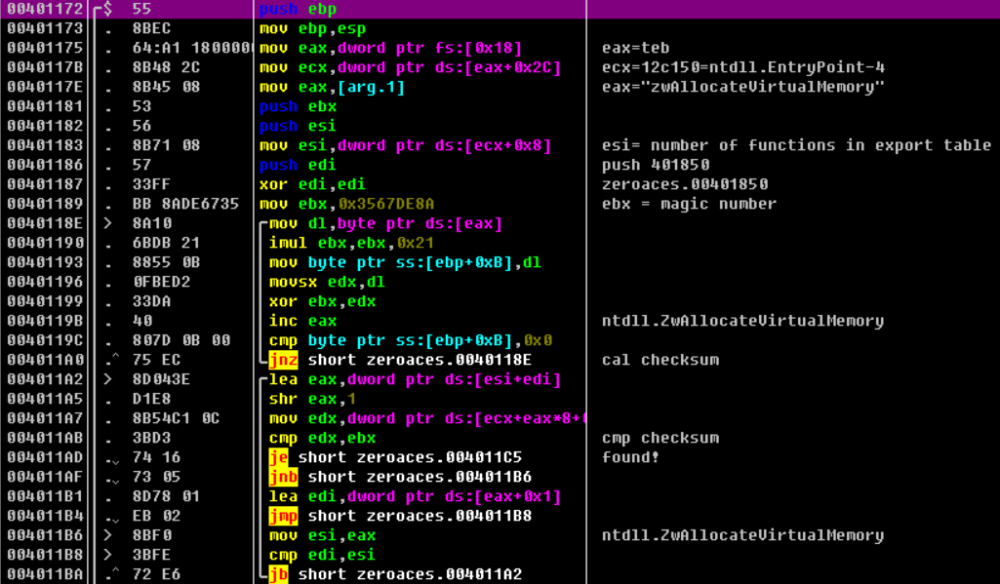 00401172 $ 55 push ebp
00401173 . 8BEC mov ebp,esp
00401175 . 64:A1 1800000 mov eax,dword ptr fs:[0x18] eax=teb
0040117B . 8B48 2C mov ecx,dword ptr ds:[eax+0x2C] ecx=12c150=ntdll.EntryPoint-4
0040117E . 8B45 08 mov eax,[arg.1] eax="zwAllocateVirtualMemory"
00401181 . 53 push ebx
00401182 . 56 push esi
00401183 . 8B71 08 mov esi,dword ptr ds:[ecx+0x8] esi= number of functions in export table
00401186 . 57 push edi push 401850
00401187 . 33FF xor edi,edi zeroaces.00401850
00401189 . BB 8ADE6735 mov ebx,0x3567DE8A ebx = magic number
0040118E > 8A10 mov dl,byte ptr ds:[eax]
00401190 . 6BDB 21 imul ebx,ebx,0x21
00401193 . 8855 0B mov byte ptr ss:[ebp+0xB],dl
00401196 . 0FBED2 movsx edx,dl
00401199 . 33DA xor ebx,edx
0040119B . 40 inc eax ntdll.ZwAllocateVirtualMemory
0040119C . 807D 0B 00 cmp byte ptr ss:[ebp+0xB],0x0
004011A0 .^ 75 EC jnz short zeroaces.0040118E cal checksum
004011A2 > 8D043E lea eax,dword ptr ds:[esi+edi]
004011A5 . D1E8 shr eax,1
004011A7 . 8B54C1 0C mov edx,dword ptr ds:[ecx+eax*8+
004011AB . 3BD3 cmp edx,ebx cmp checksum
004011AD .v 74 16 je short zeroaces.004011C5 found!
004011AF .v 73 05 jnb short zeroaces.004011B6
004011B1 . 8D78 01 lea edi,dword ptr ds:[eax+0x1]
004011B4 .v EB 02 jmp short zeroaces.004011B8
004011B6 > 8BF0 mov esi,eax ntdll.ZwAllocateVirtualMemory
004011B8 > 3BFE cmp edi,esi
004011BA .^ 72 E6 jb short zeroaces.004011A2